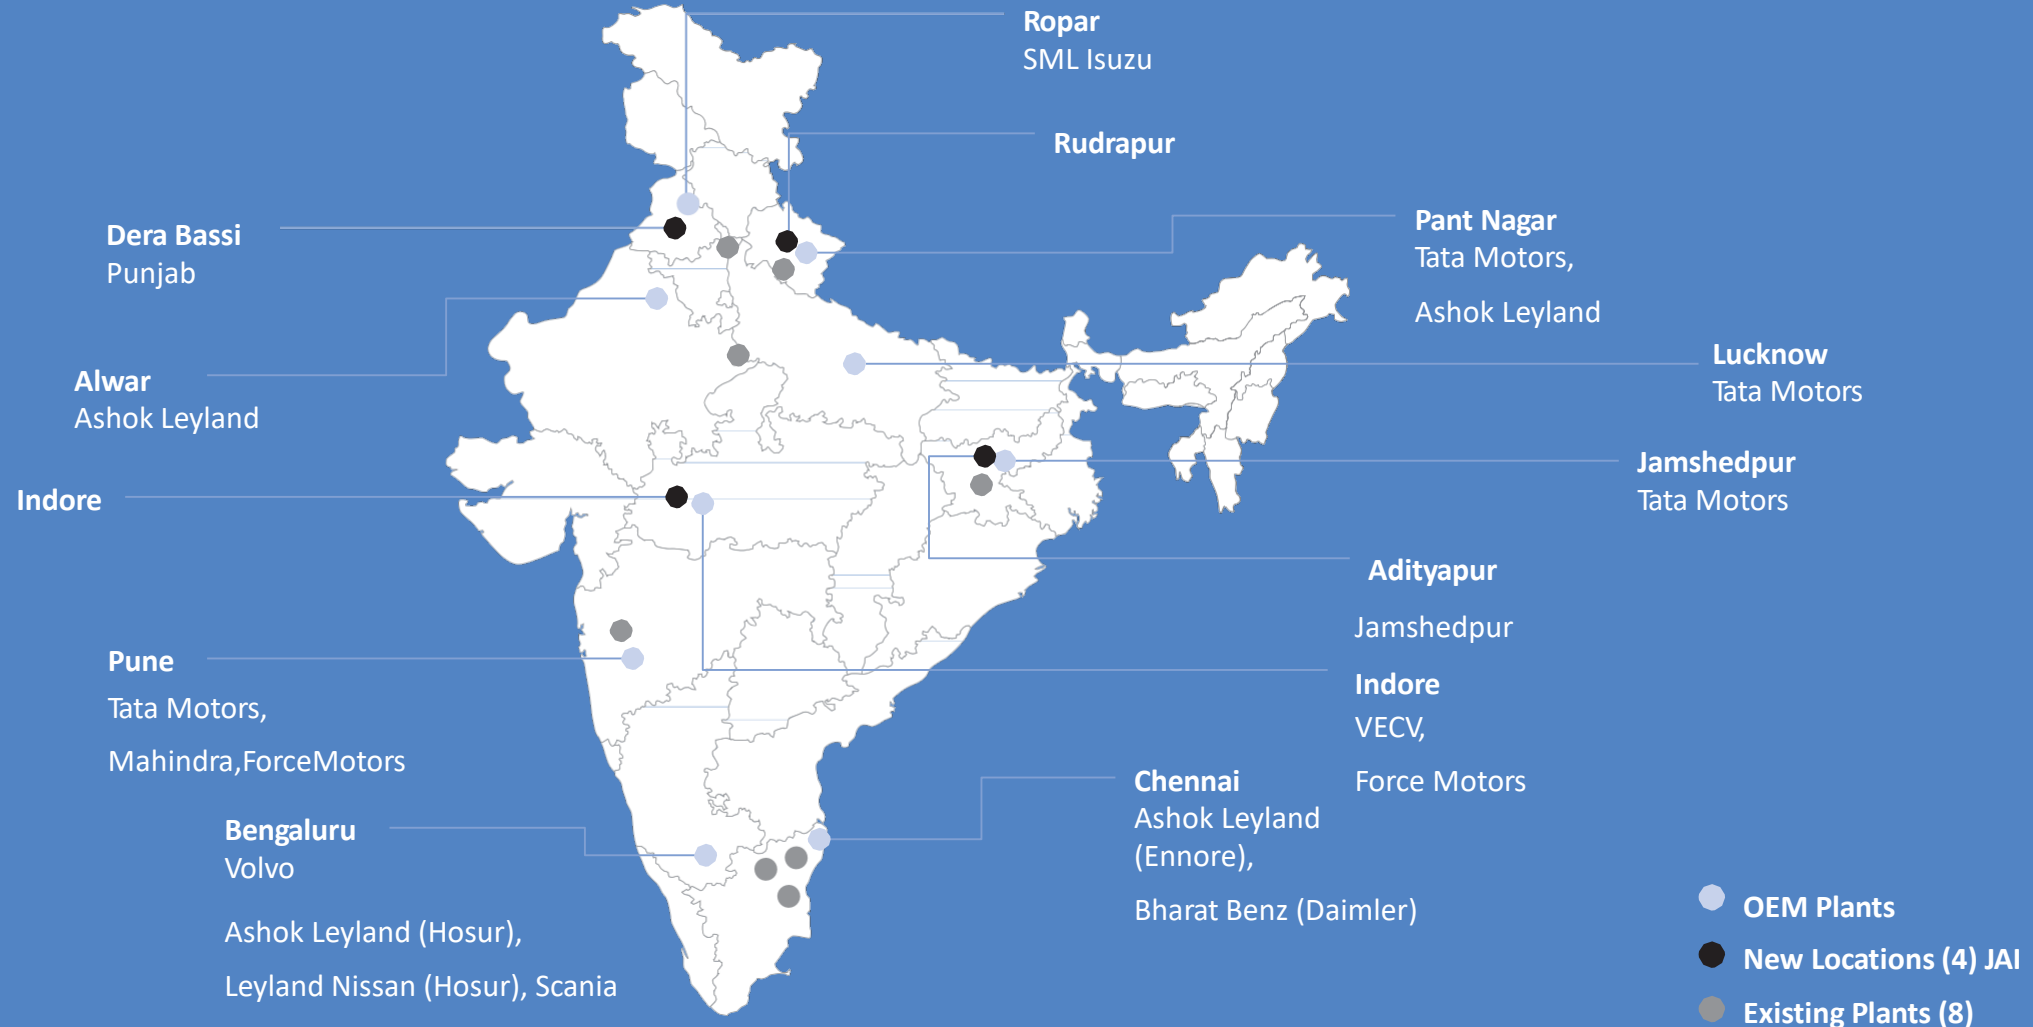 Ropar
SML Isuzu
Rudrapur
Dera Bassi
Punjab
Pant Nagar
Tata Motors,
Ashok Leyland
Alwar
Ashok Leyland
Lucknow
Tata Motors
Jamshedpur
Tata Motors
Indore
Adityapur
Jamshedpur
Pune
Tata Motors,
Mahindra,ForceMotors
Indore
VECV,
Force Motors
Chennai
Ashok Leyland
(Ennore),
Bharat Benz (Daimler)
Bengaluru
Volvo
Ashok Leyland (Hosur),
Leyland Nissan (Hosur), Scania
OEM Plants
New Locations (4) JAI
Existing Plants (8)